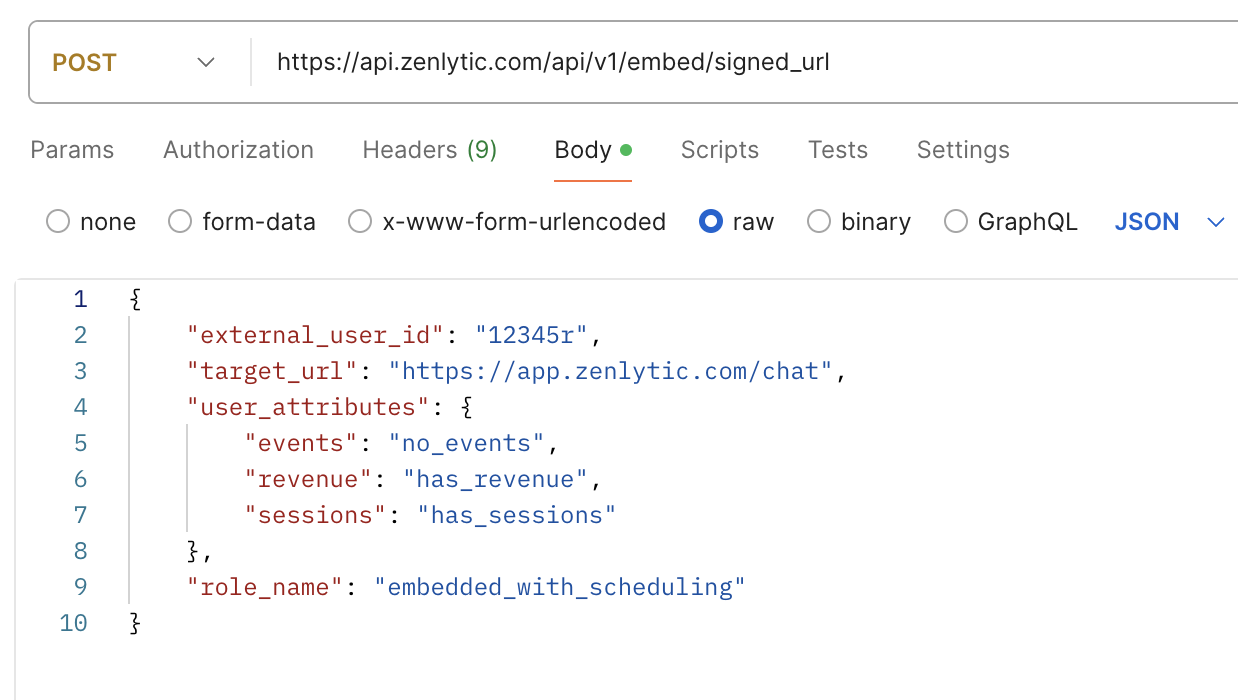 POST https://api.zenlytic.com/api/v1/embed/signed_url
Params Authorization Headers (9) Body Scripts Tests Settings
none form-data x-www-form-urlencoded raw binary GraphQL JSON
1 {
2 "external_user_id": "12345r",
3 "target_url": "https://app.zenlytic.com/chat",
4 "user_attributes": {
5 "events": "no_events",
6 "revenue": "has_revenue",
7 "sessions": "has_sessions"
8 },
9 "role_name": "embedded_with_scheduling"
10 }